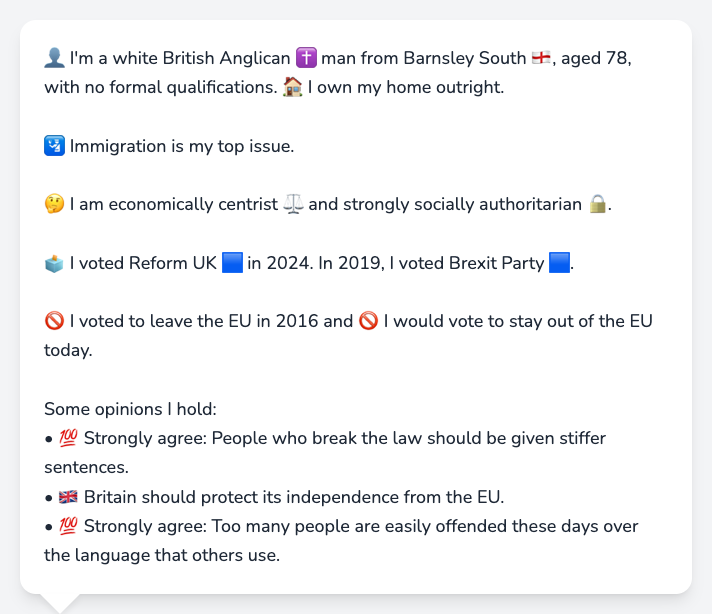 👤 I'm a white British Anglican ✝️ man from Barnsley South 🏴󠁧󠁢󠁥󠁮󠁧󠁿, aged 78,
with no formal qualifications. 🏠 I own my home outright.
🛂 Immigration is my top issue.
🤔 I am economically centrist ⚖️ and strongly socially authoritarian 🔒.
🗳️ I voted Reform UK 🟦 in 2024. In 2019, I voted Brexit Party 🟦.
🚫 I voted to leave the EU in 2016 and 🚫 I would vote to stay out of the EU
today.
Some opinions I hold:
• 💯 Strongly agree: People who break the law should be given stiffer
sentences.
• 🇬🇧 Britain should protect its independence from the EU.
• 💯 Strongly agree: Too many people are easily offended these days over
the language that others use.